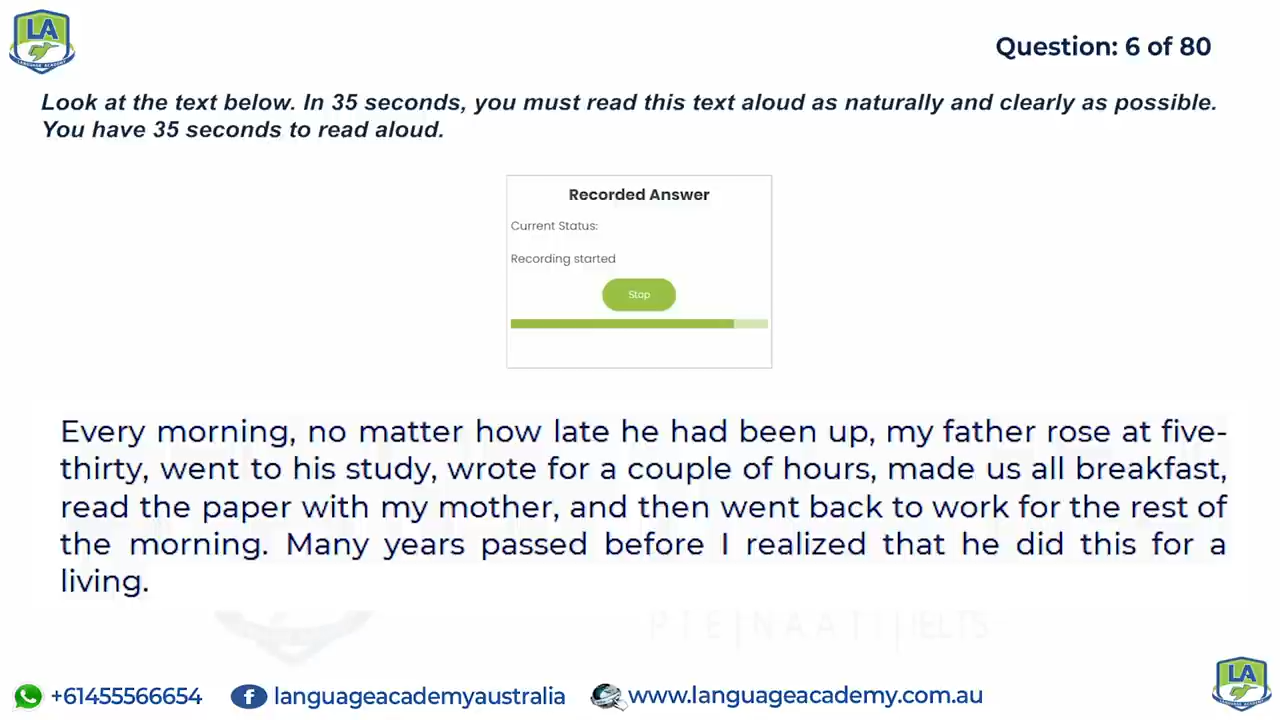 LA
LANGUAGE ACADEMY
Question: 6 of 80
Look at the text below. In 35 seconds, you must read this text aloud as naturally and clearly as possible.
You have 35 seconds to read aloud.
Recorded Answer
Current Status:
Recording started
Stop
Every morning, no matter how late he had been up, my father rose at five-
thirty, went to his study, wrote for a couple of hours, made us all breakfast,
read the paper with my mother, and then went back to work for the rest of
the morning. Many years passed before I realized that he did this for a
living.
PTE|NAATI|IELTS
+61455566654
languageacademyaustralia
www.languageacademy.com.au
LA